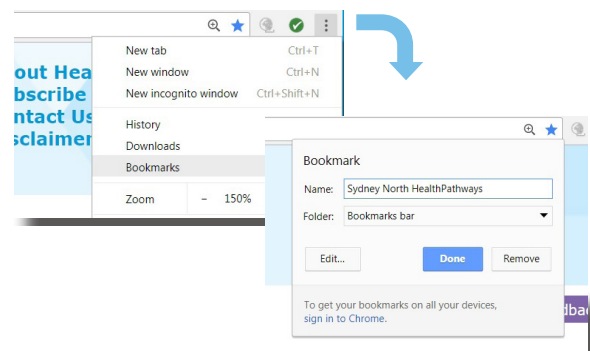 New tab Ctrl+T
New window Ctrl+N
New incognito window Ctrl+Shift+N
History
Downloads
Bookmarks
Zoom - 150%
out Hea
bscribe
ntact Us
sclaimer
Bookmark
Name: Sydney North HealthPathways
Folder: Bookmarks bar
Edit... Done Remove
To get your bookmarks on all your devices,
sign in to Chrome.
dbac